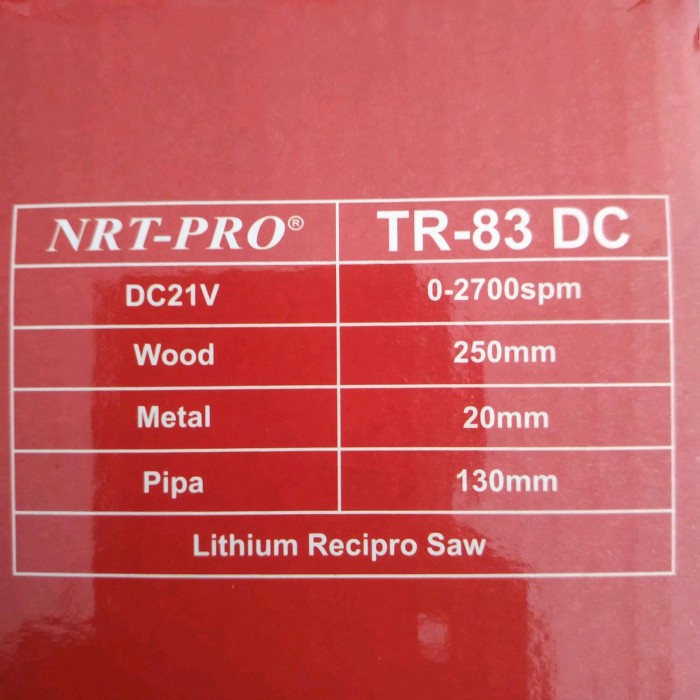 NRT-PRO® TR-83 DC
DC21V 0-2700spm
Wood 250mm
Metal 20mm
Pipa 130mm
Lithium Recipro Saw